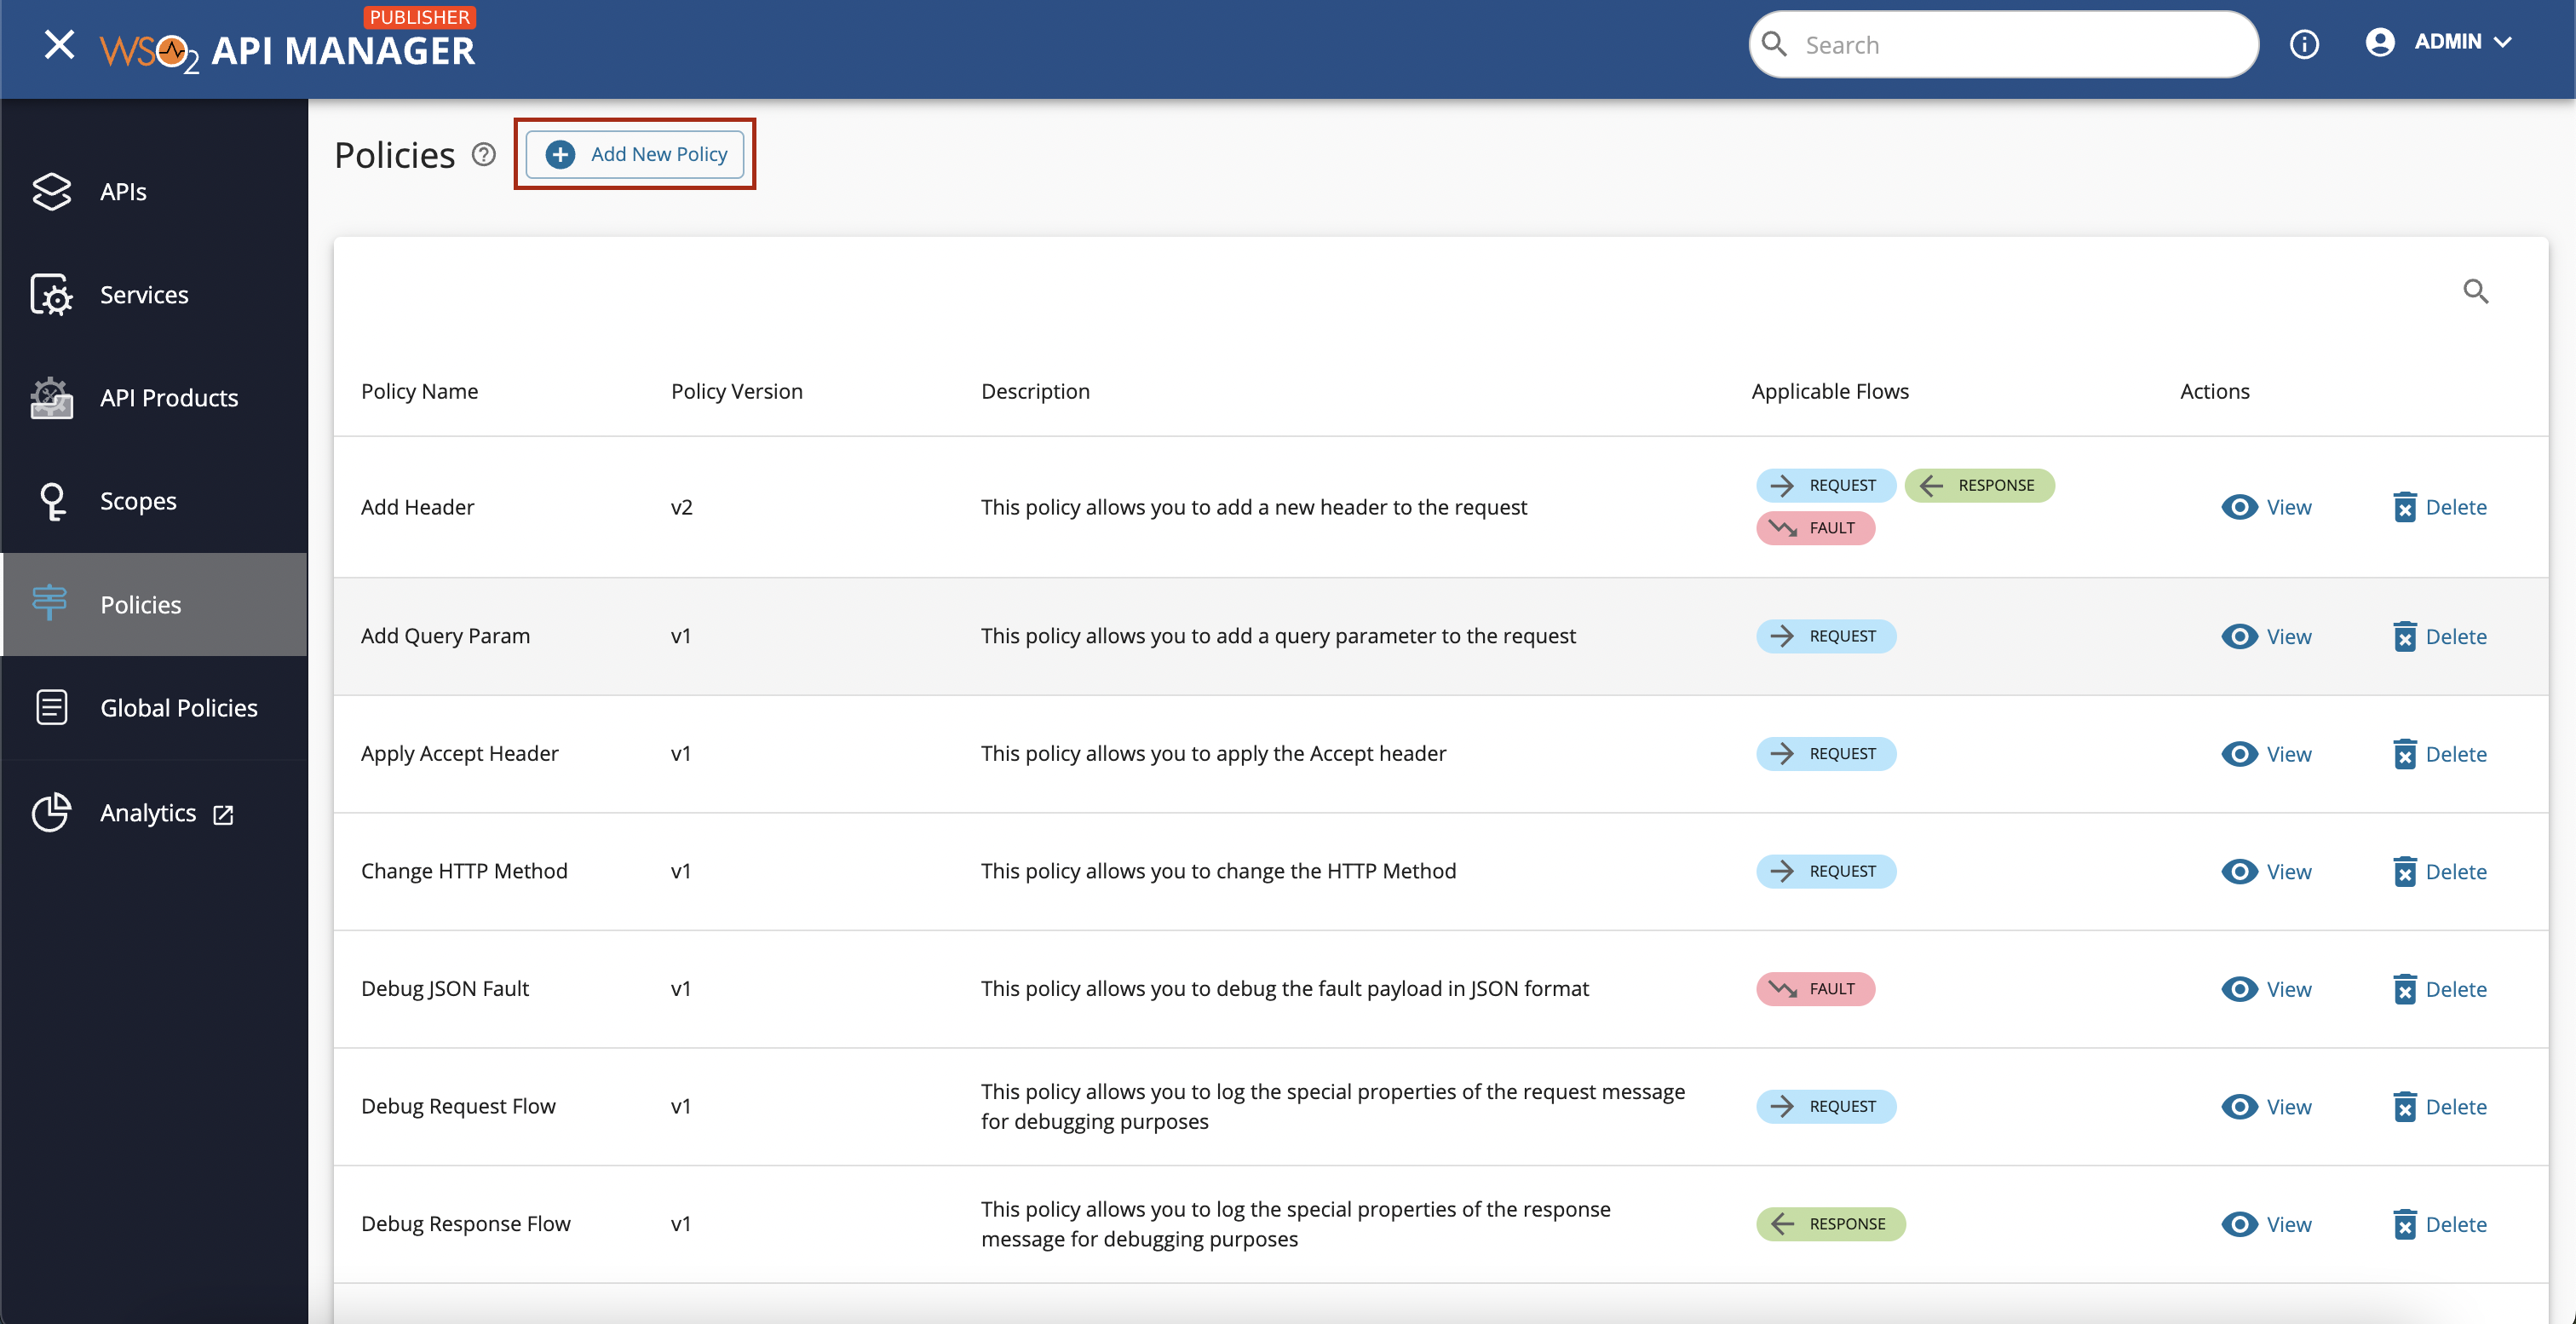 PUBLISHER
WSO2 API MANAGER
Search
ADMIN
APIs
Services
API Products
Scopes
Policies
Global Policies
Analytics
Policies
Add New Policy
Policy Name Policy Version Description Applicable Flows Actions
Add Header v2 This policy allows you to add a new header to the request REQUEST RESPONSE FAULT View Delete
Add Query Param v1 This policy allows you to add a query parameter to the request REQUEST View Delete
Apply Accept Header v1 This policy allows you to apply the Accept header REQUEST View Delete
Change HTTP Method v1 This policy allows you to change the HTTP Method REQUEST View Delete
Debug JSON Fault v1 This policy allows you to debug the fault payload in JSON format FAULT View Delete
Debug Request Flow v1 This policy allows you to log the special properties of the request message
for debugging purposes REQUEST View Delete
Debug Response Flow v1 This policy allows you to log the special properties of the response
message for debugging purposes RESPONSE View Delete